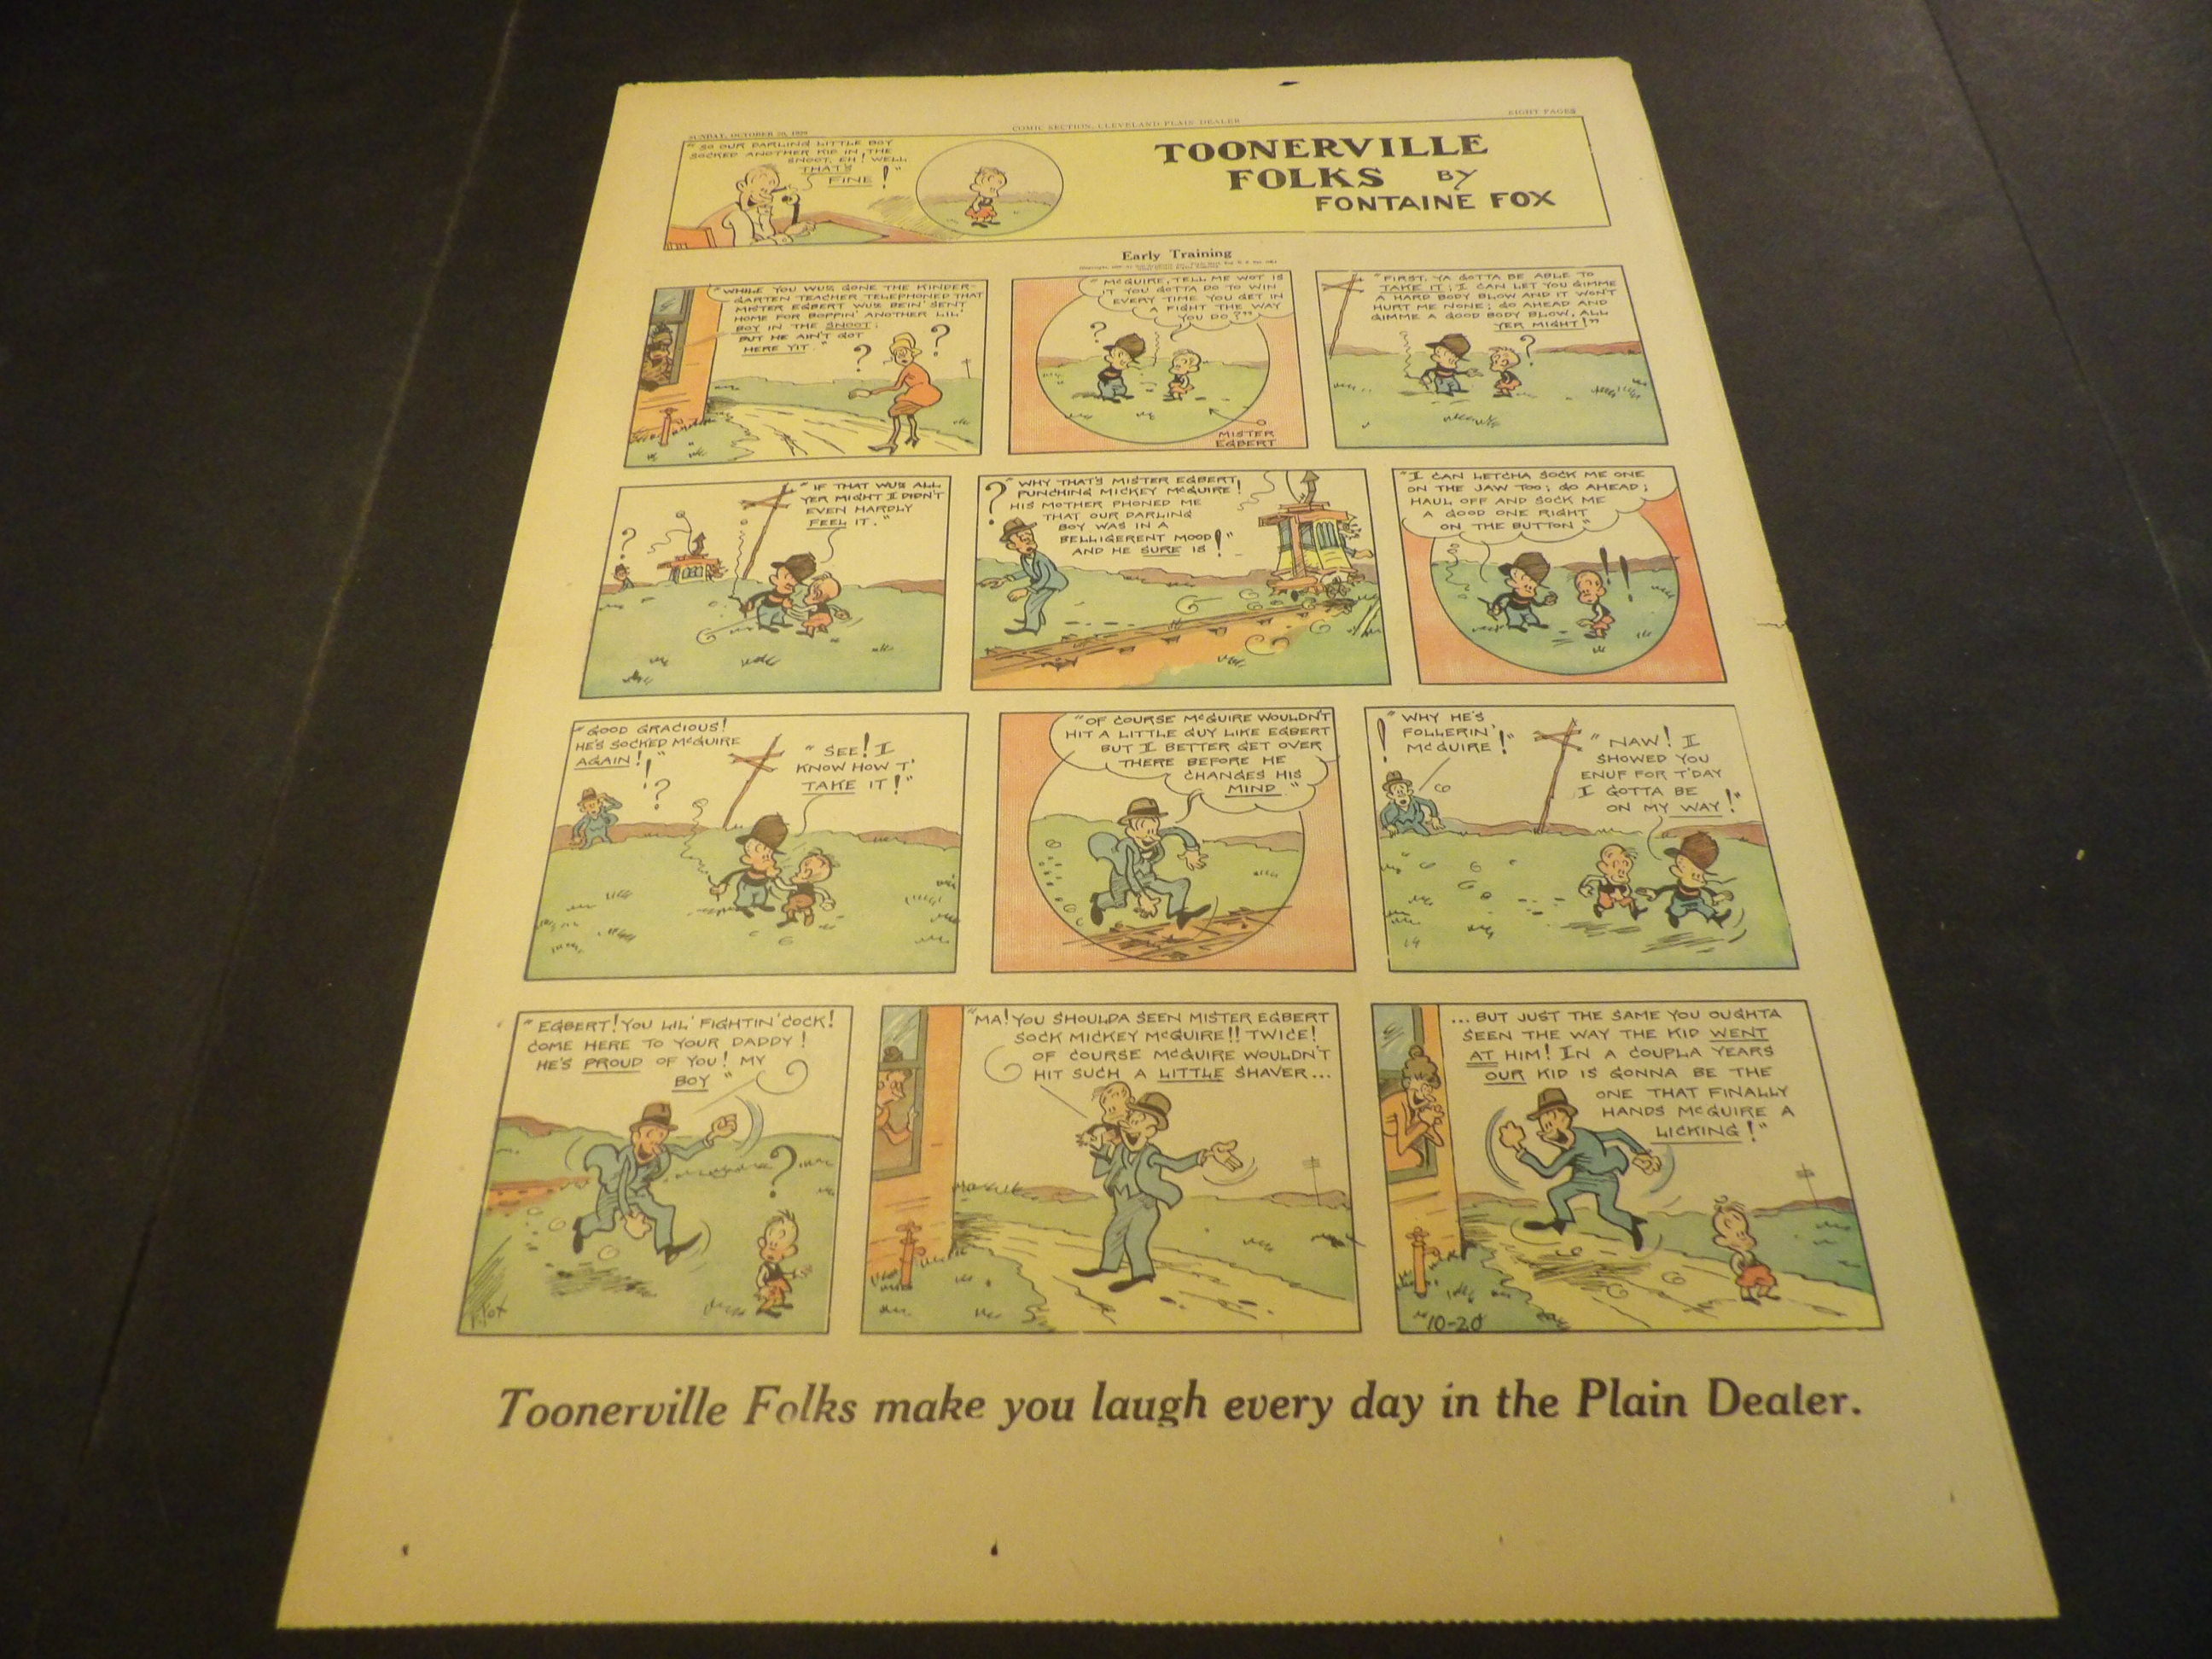 SUNDAY, OCTOBER 20,
COMIC SECTION, CLEVELAND PLAIN DEALER
EIGHT PAGES
"SO OUR DARLING LITTLE BOY
SOCKED ANOTHER KID IN THE
SNOOT, EH! WELL
THAT'S
FINE!"
TOONERVILLE
FOLKS BY
FONTAINE FOX
Early Training
"WHILE YOU WUZ GONE THE KINDER-
GARTEN TEACHER TELEPHONED THAT
MISTER EGBERT WUZ BEIN' SENT
HOME FOR BOPPIN' ANOTHER LIL'
BOY IN THE SNOOT;
BUT HE AIN'T GOT
HERE YIT."
? ?
"MCGUIRE, TELL ME WOT IS
IT YOU GOTTA DO TO WIN
EVERY TIME YOU GET IN
A FIGHT THE WAY
YOU DO?"
?
MISTER
EGBERT
"FIRST, YA GOTTA BE ABLE TO
TAKE IT; I CAN LET YOU GIMME
A HARD BODY BLOW AND IT WON'T
HURT ME NONE; GO AHEAD AND
GIMME A GOOD BODY BLOW, ALL
YER MIGHT!"
?
"IF THAT WUZ ALL
YER MIGHT I DIDN'T
EVEN HARDLY
FEEL IT."
?
? "WHY THAT'S MISTER EGBERT
PUNCHING MICKEY MCGUIRE!
HIS MOTHER PHONED ME
THAT OUR DARLING
BOY WAS IN A
BELLIGERENT MOOD
AND HE SURE IS!"
"I CAN LETCHA SOCK ME ONE
ON THE JAW TOO; GO AHEAD;
HAUL OFF AND SOCK ME
A GOOD ONE RIGHT
ON THE BUTTON"
!!
"GOOD GRACIOUS!
HE'S SOCKED MCGUIRE
AGAIN!"
!?
"SEE! I
KNOW HOW T'
TAKE IT!"
"OF COURSE MCGUIRE WOULDN'T
HIT A LITTLE GUY LIKE EGBERT
BUT I BETTER GET OVER
THERE BEFORE HE
CHANGES HIS
MIND"
! "WHY HE'S
FOLLERIN'
MCGUIRE!"
"NAW! I
SHOWED YOU
ENUF FOR T'DAY
I GOTTA BE
ON MY WAY!"
"EGBERT! YOU LIL' FIGHTIN' COCK!
COME HERE TO YOUR DADDY!
HE'S PROUD OF YOU! MY
BOY"
?
F. FOX
"MA! YOU SHOULDA SEEN MISTER EGBERT
SOCK MICKEY MCGUIRE!! TWICE!
OF COURSE MCGUIRE WOULDN'T
HIT SUCH A LITTLE SHAVER...
...BUT JUST THE SAME YOU OUGHTA
SEEN THE WAY THE KID WENT
AT HIM! IN A COUPLA YEARS
OUR KID IS GONNA BE THE
ONE THAT FINALLY
HANDS MCGUIRE A
LICKING!"
10-20
Toonerville Folks make you laugh every day in the Plain Dealer.